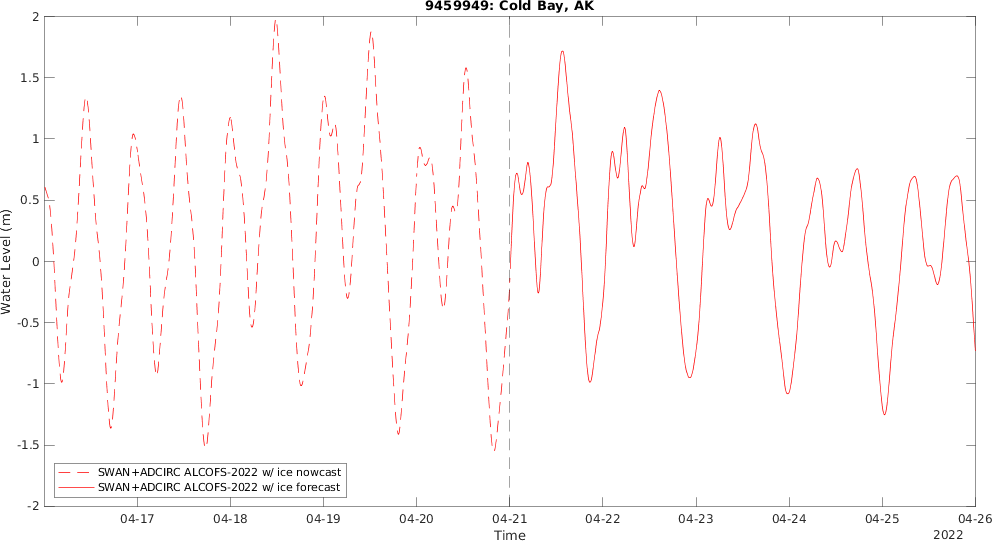 9459949: Cold Bay, AK
2
1.5
1
0.5
0
-0.5
-1
-1.5
-2
Water Level (m)
SWAN+ADCIRC ALCOFS-2022 w/ ice nowcast
SWAN+ADCIRC ALCOFS-2022 w/ ice forecast
04-17 04-18 04-19 04-20 04-21 04-22 04-23 04-24 04-25 04-26
Time
2022